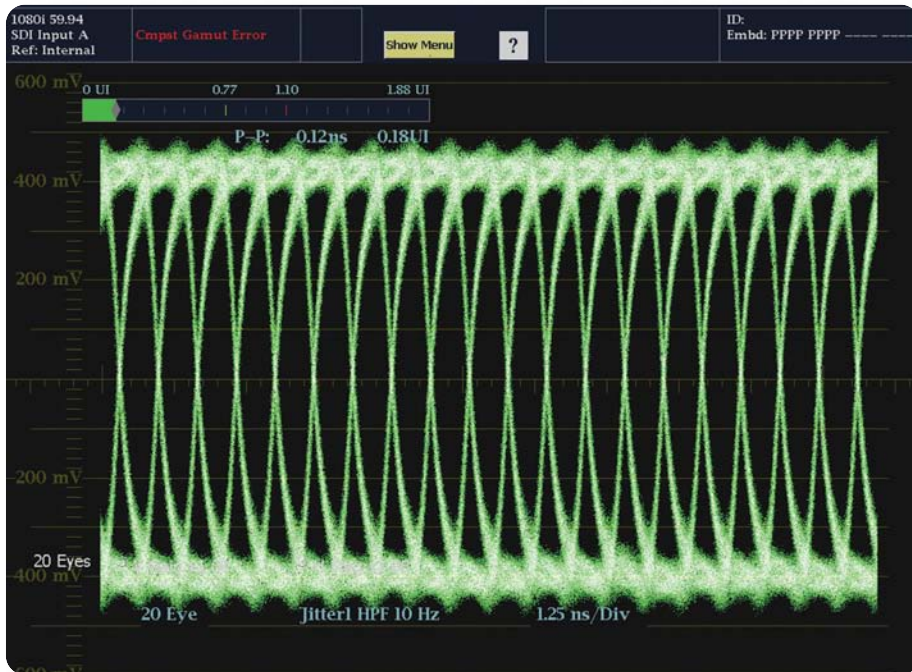 1080i 59.94
SDI Input A
Ref: Internal
Cmpst Gamut Error
Show Menu
?
ID:
Embd: PPPP PPPP ---- ----
600 mV
0 UI 0.77 1.10 1.88 UI
P-P: 0.12ns 0.18UI
400 mV
200 mV
200 mV
20 Eyes
400 mV
20 Eye Jitter1 HPF 10 Hz 1.25 ns/Div
600 mV